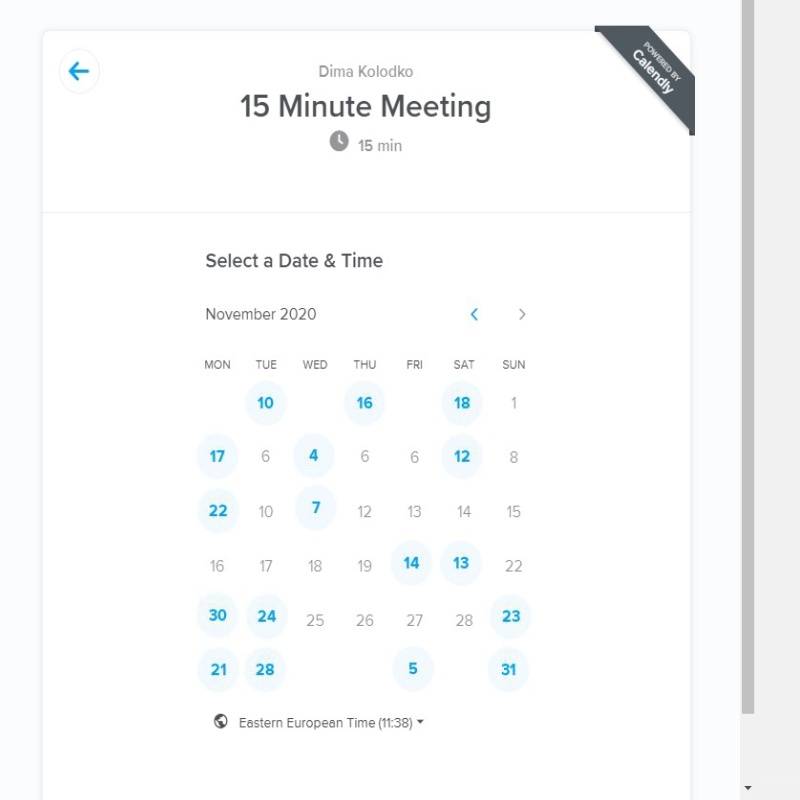 POWERED BY
Calendly
Dima Kolodko
15 Minute Meeting
15 min
Select a Date & Time
November 2020
MON TUE WED THU FRI SAT SUN
10 16 18 1
17 6 4 6 6 12 8
22 10 7 12 13 14 15
16 17 18 19 14 13 22
30 24 25 26 27 28 23
21 28 5 31
Eastern European Time (11:38)